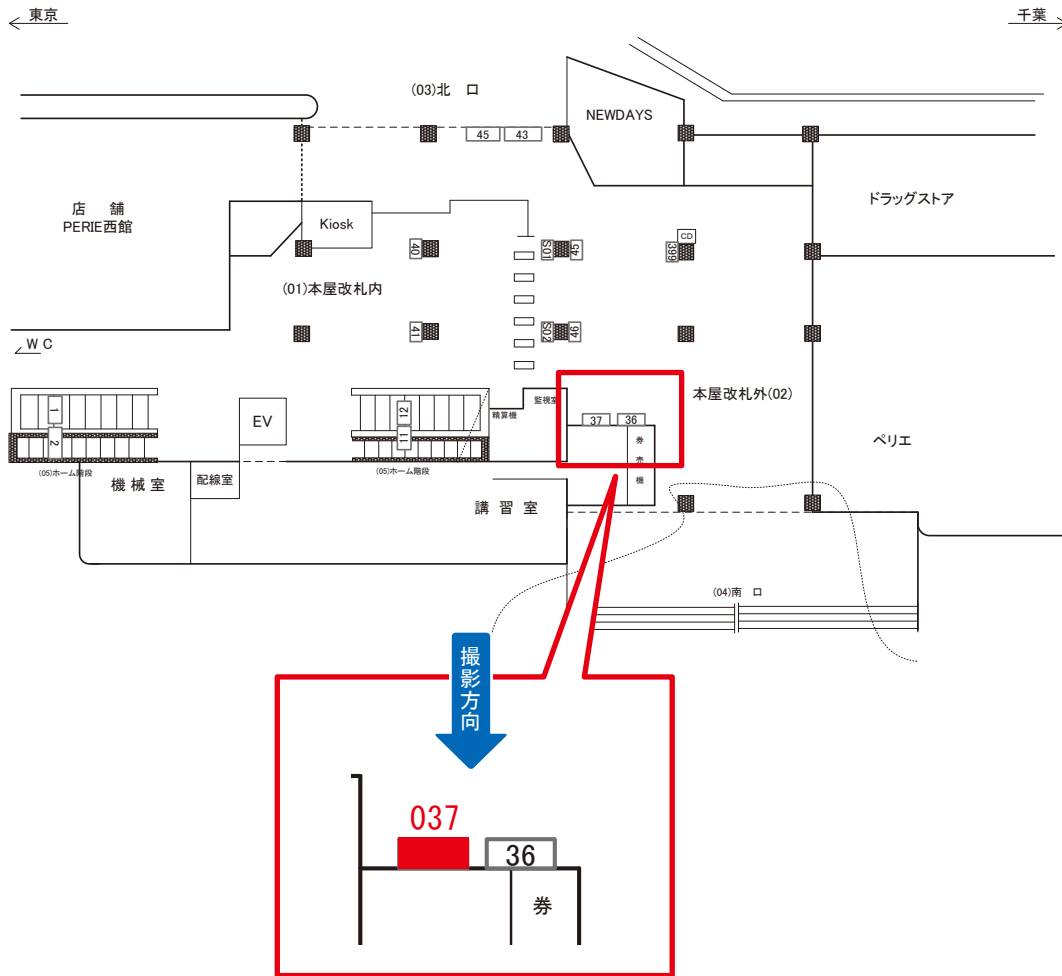 東京
千葉
(03)北 口
NEWDAYS
45
43
店 舗
PERIE西館
Kiosk
ドラッグストア
CD
40
S01
45
399
(01)本屋改札内
41
S02
46
WC
本屋改札外(02)
監視室
精算機
1
2
EV
12
11
37
36
券売機
ペリエ
(05)ホーム階段
(05)ホーム階段
機械室
配線室
講習室
(04)南 口
撮影方向
037
36
券